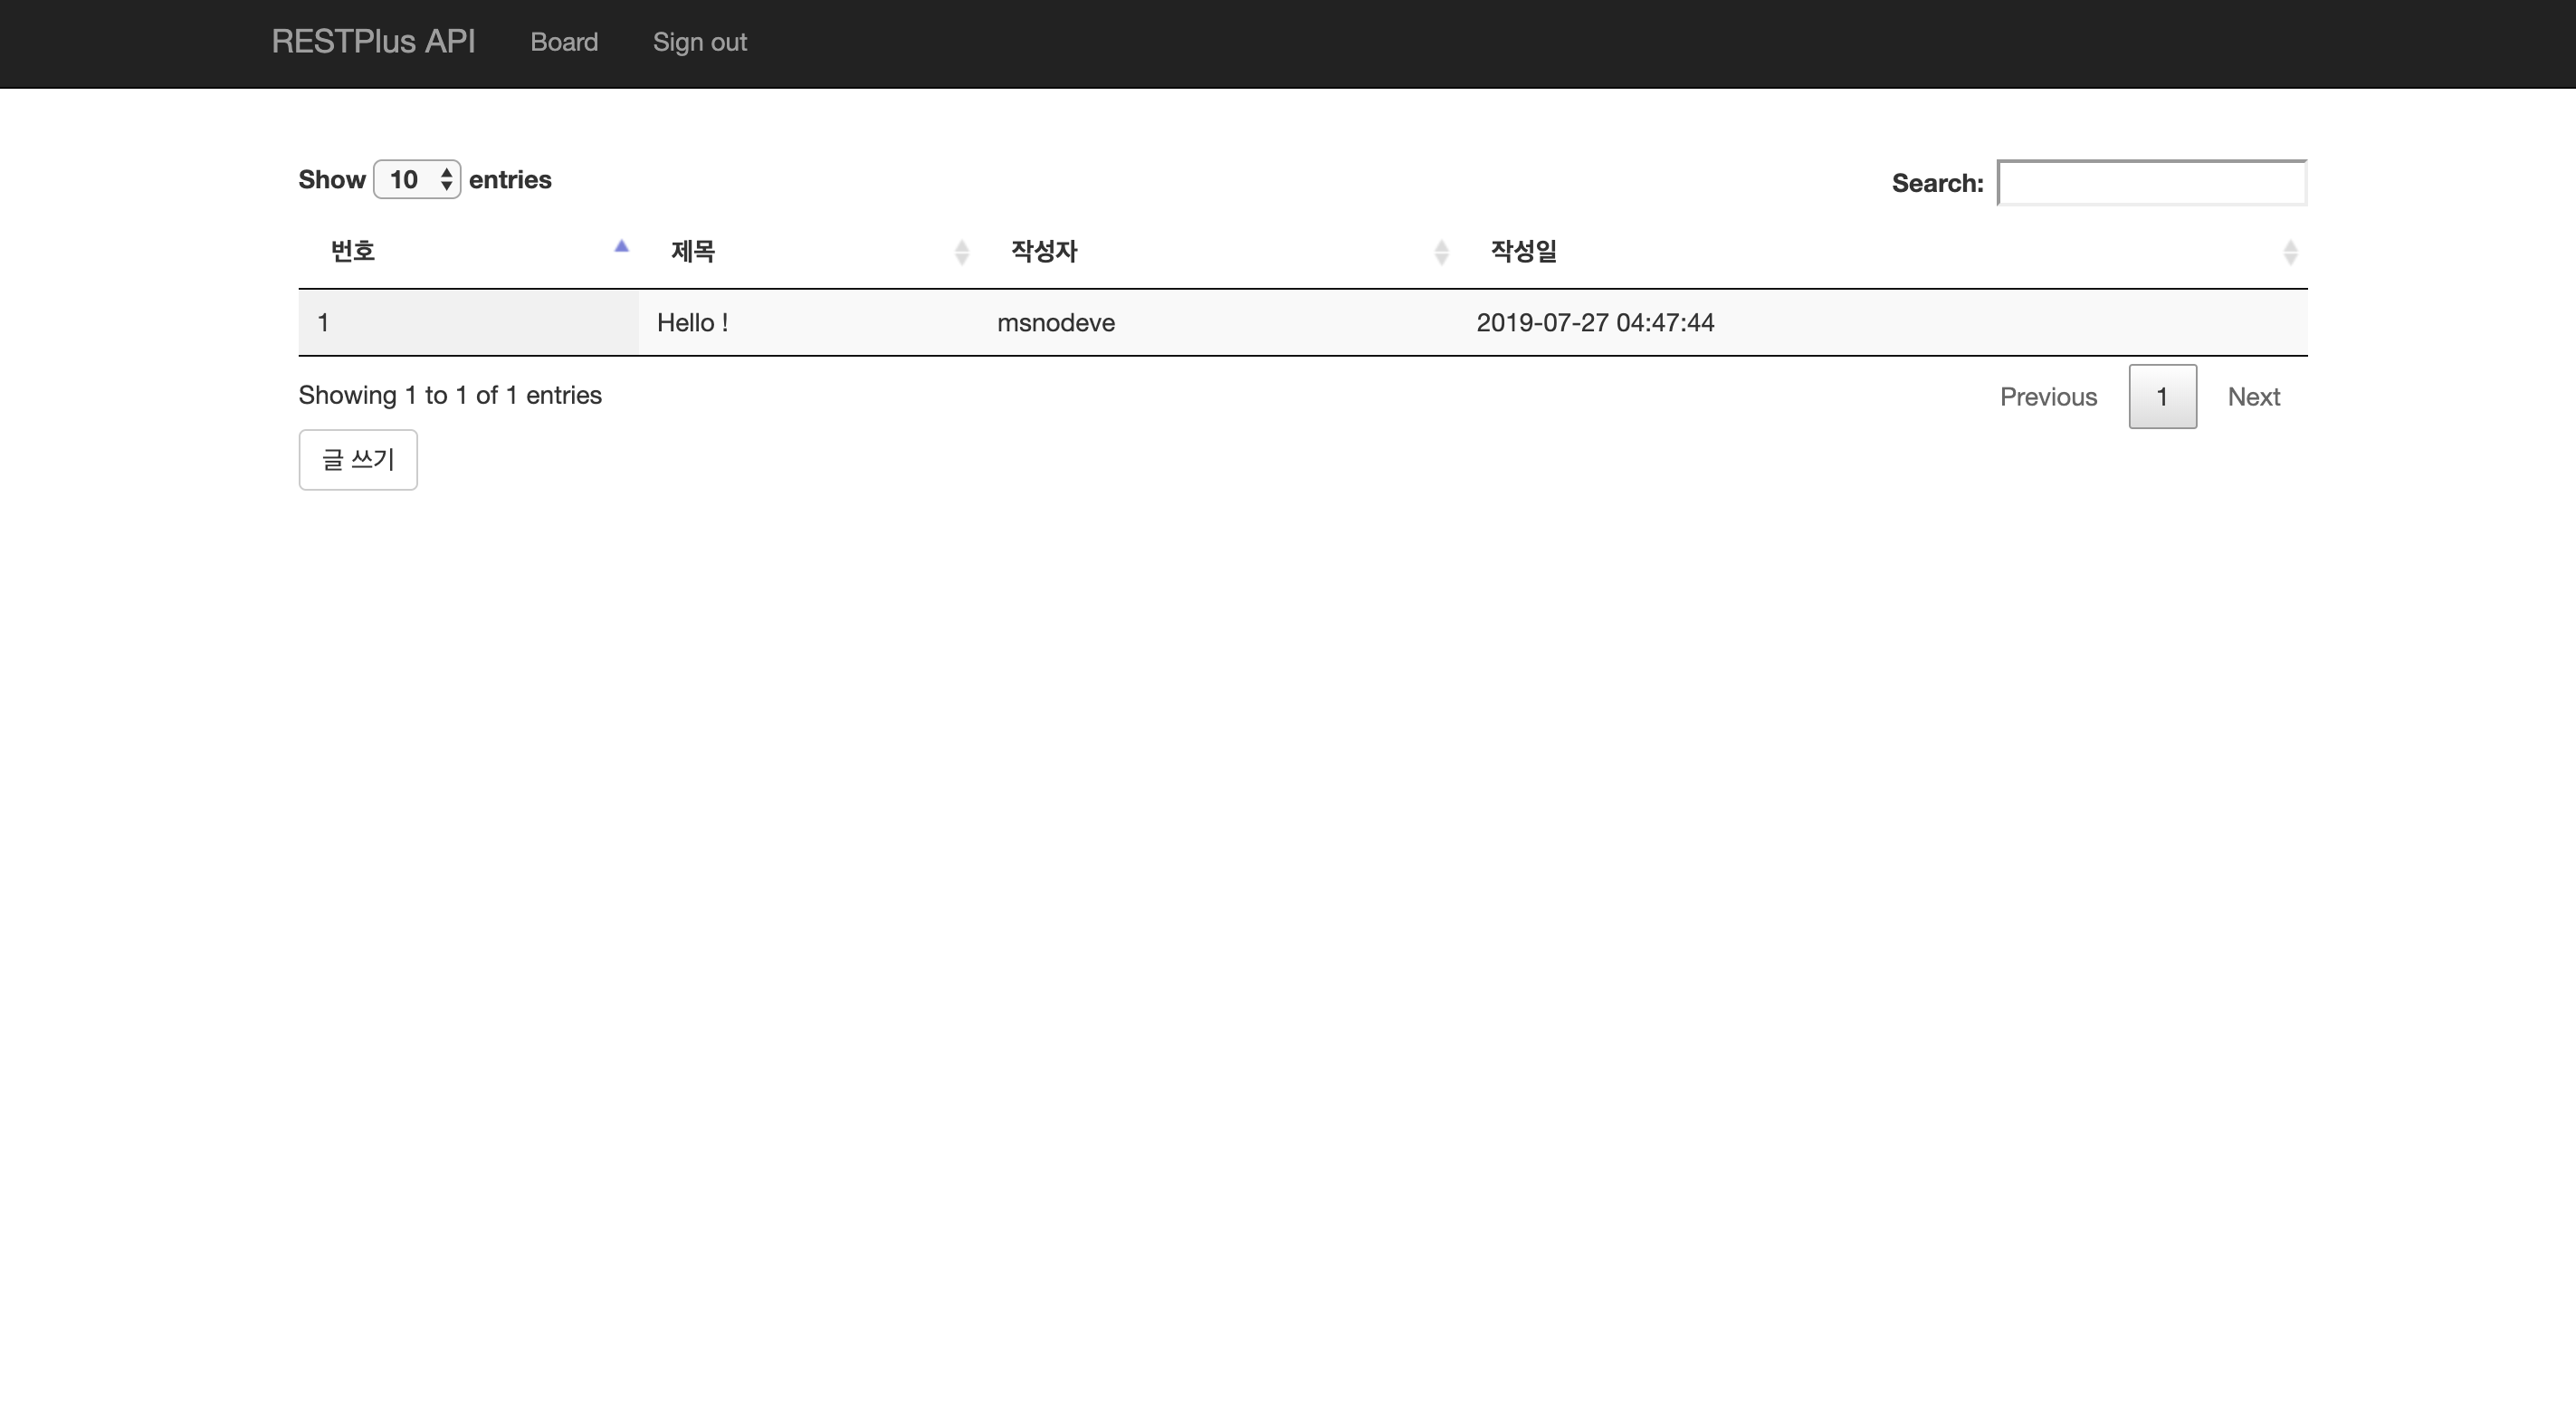 RESTPlus API Board Sign out
Show 10 entries Search:
번호 제목 작성자 작성일
1 Hello ! msnodeve 2019-07-27 04:47:44
Showing 1 to 1 of 1 entries Previous 1 Next
글 쓰기